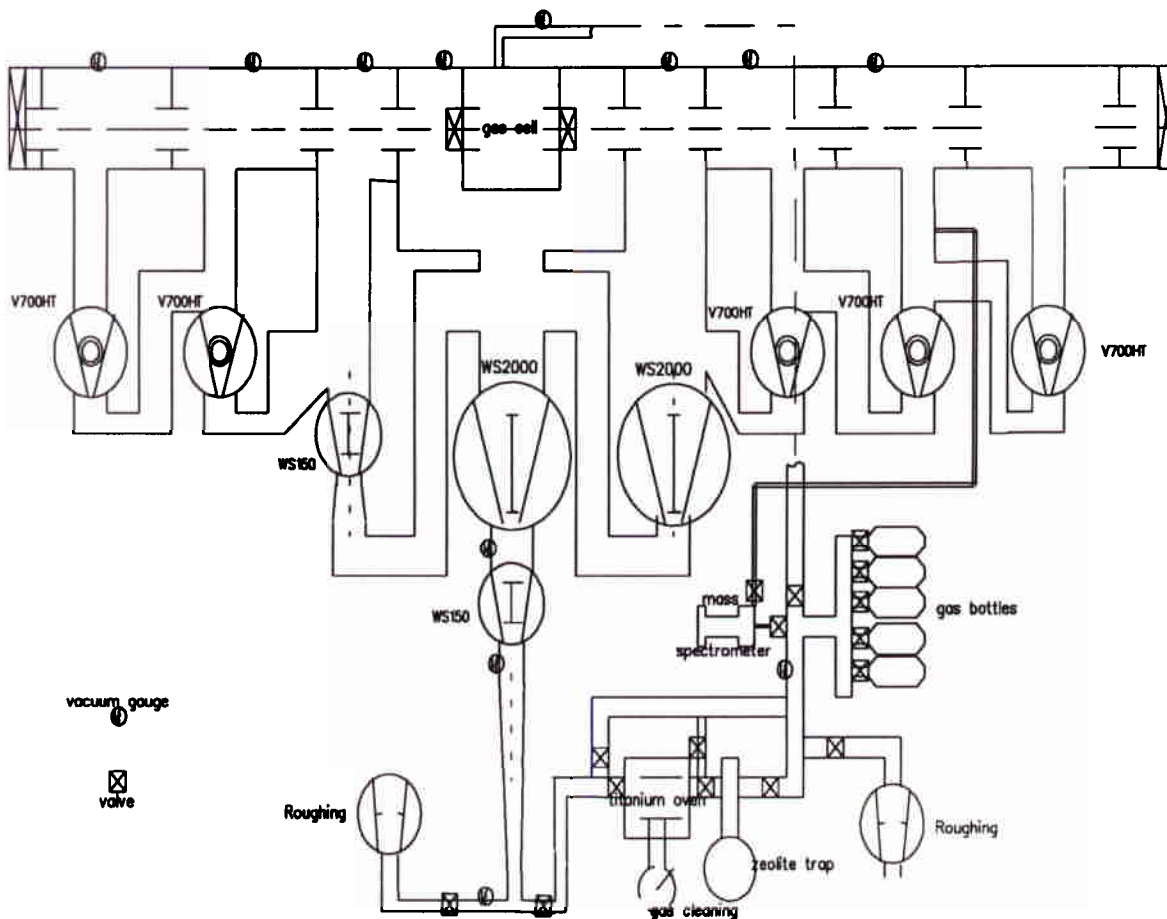 gas-cell
V700HT
V700HT
V700HT
V700HT
V700HT
WS2000
WS2000
WS150
WS150
mass
spectrometer
gas bottles
vacuum gauge
valve
Roughing
titanium oven
zeolite trap
Roughing
gas cleaning